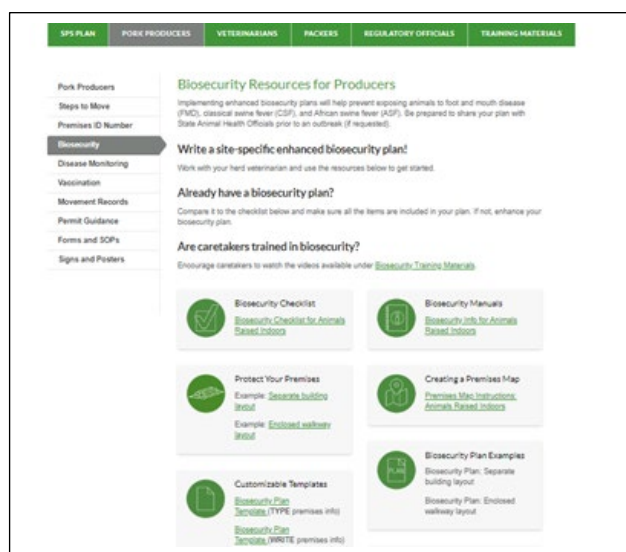 SPS PLAN PORK PRODUCERS VETERINARIANS PACKERS REGULATORY OFFICIALS TRAINING MATERIALS
Pork Producers
Steps to Move
Premises ID Number
Biosecurity
Disease Monitoring
Vaccination
Movement Records
Permit Guidance
Forms and SOPs
Signs and Posters
Biosecurity Resources for Producers
Implementing enhanced biosecurity plans will help prevent exposing animals to foot and mouth disease
(FMD), classical swine fever (CSF), and African swine fever (ASF). Be prepared to share your plan with
State Animal Health Officials prior to an outbreak (if requested).
Write a site-specific enhanced biosecurity plan!
Work with your herd veterinarian and use the resources below to get started.
Already have a biosecurity plan?
Compare it to the checklist below and make sure all the items are included in your plan. If not, enhance your
biosecurity plan.
Are caretakers trained in biosecurity?
Encourage caretakers to watch the videos available under Biosecurity Training Materials.
Biosecurity Checklist
Biosecurity Checklist for Animals
Raised Indoors
Biosecurity Manuals
Biosecurity Info for Animals
Raised Indoors
Protect Your Premises
Example: Separate building
layout
Example: Enclosed walkway
layout
Creating a Premises Map
Premises Map Instructions:
Animals Raised Indoors
Customizable Templates
Biosecurity Plan
Template (TYPE premises info)
Biosecurity Plan
Template (WRITE premises info)
PLAN
Biosecurity Plan Examples
Biosecurity Plan: Separate
building layout
Biosecurity Plan: Enclosed
walkway layout